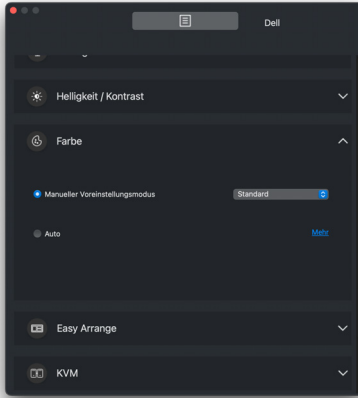 Dell
Helligkeit / Kontrast
Farbe
Manueller Voreinstellungsmodus
Standard
Auto
Mehr
Easy Arrange
KVM